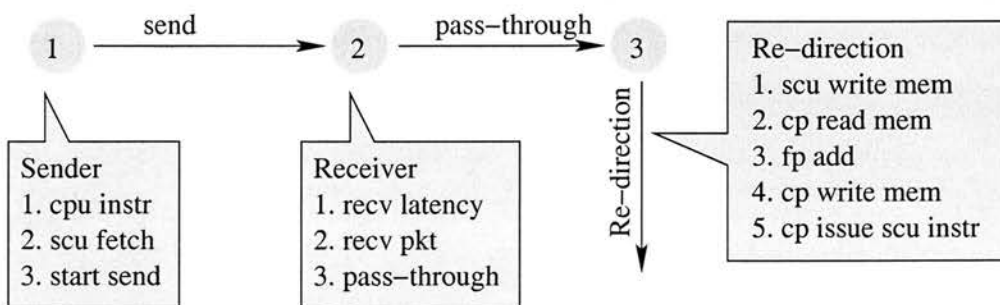 send
pass–through
1
2
3
Re–direction
Sender
1. cpu instr
2. scu fetch
3. start send
Receiver
1. recv latency
2. recv pkt
3. pass–through
Re–direction
1. scu write mem
2. cp read mem
3. fp add
4. cp write mem
5. cp issue scu instr